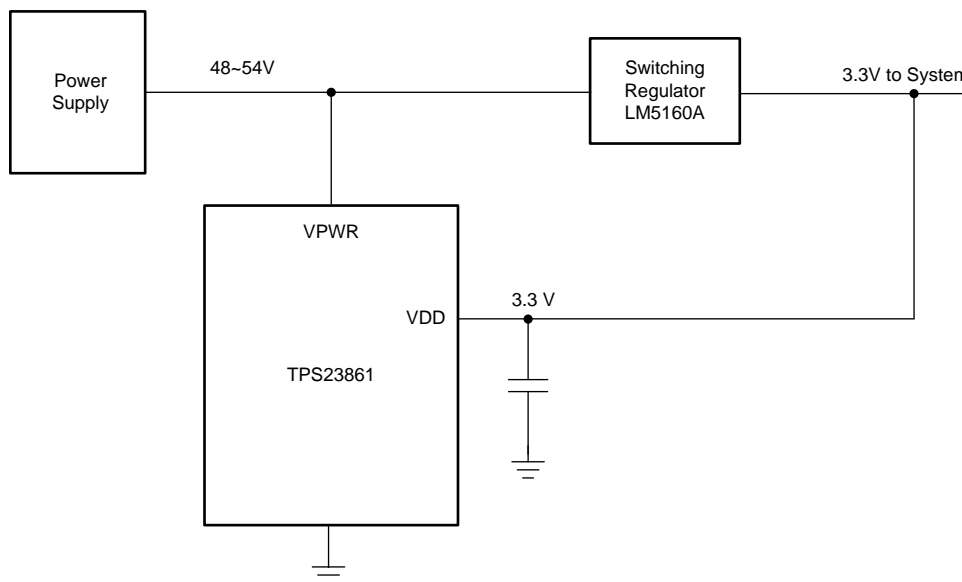 Power
Supply
48~54V
Switching
Regulator
LM5160A
3.3V to System
VPWR
3.3 V
VDD
TPS23861